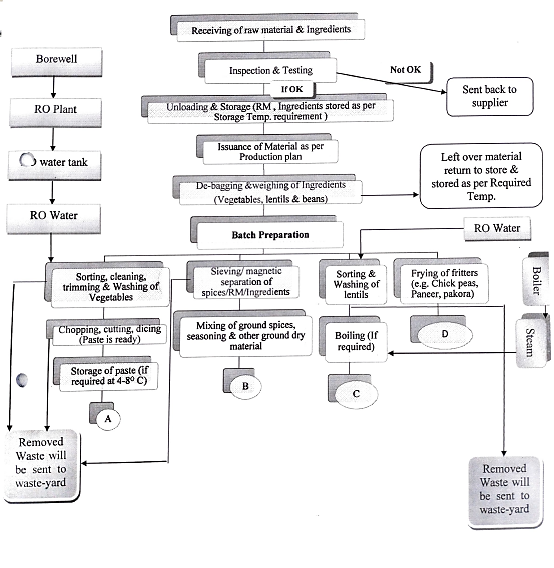 Receiving of raw material & Ingredients
Borewell
Inspection & Testing
Not OK
If OK
Sent back to
supplier
RO Plant
Unloading & Storage (RM , Ingredients stored as per
Storage Temp. requirement )
Issuance of Material as per
Production plan
water tank
Left over material
return to store &
stored as per Required
Temp.
De-bagging &weighing of Ingredients
(Vegetables, lentils & beans)
RO Water
Batch Preparation
RO Water
Sorting, cleaning,
trimming & Washing of
Vegetables
Sieving/ magnetic
separation of
spices/RM/Ingredients
Sorting &
Washing of
lentils
Frying of fritters
(e.g. Chick peas,
Paneer, pakora)
Boiler
Chopping, cutting, dicing
(Paste is ready)
Mixing of ground spices,
seasoning & other ground dry
material
Boiling (If
required)
D
Steam
Storage of paste (if
required at 4-8⁰ C)
A
B
C
Removed
Waste will
be sent to
waste-yard
Removed
Waste will
be sent to
waste-yard